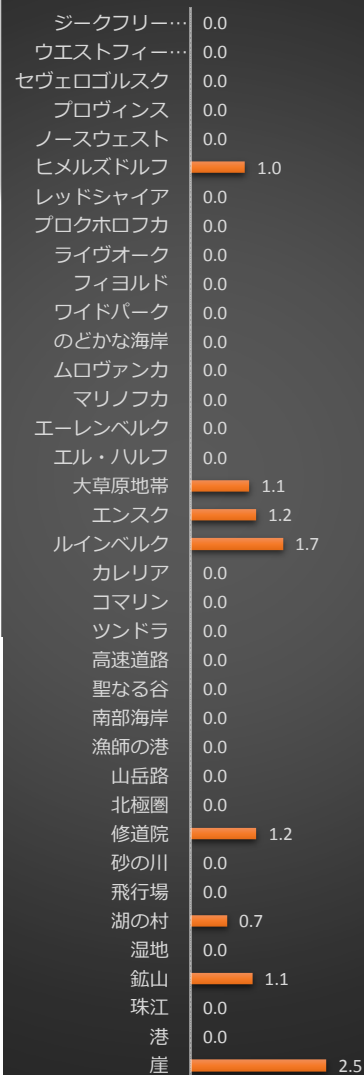 ジークフリー… 0.0
ウエストフィー… 0.0
セヴェロゴルスク 0.0
プロヴィンス 0.0
ノースウェスト 0.0
ヒメルズドルフ 1.0
レッドシャイア 0.0
プロクホロフカ 0.0
ライヴオーク 0.0
フィヨルド 0.0
ワイドパーク 0.0
のどかな海岸 0.0
ムロヴァンカ 0.0
マリノフカ 0.0
エーレンベルク 0.0
エル・ハルフ 0.0
大草原地帯 1.1
エンスク 1.2
ルインベルク 1.7
カレリア 0.0
コマリン 0.0
ツンドラ 0.0
高速道路 0.0
聖なる谷 0.0
南部海岸 0.0
漁師の港 0.0
山岳路 0.0
北極圏 0.0
修道院 1.2
砂の川 0.0
飛行場 0.0
湖の村 0.7
湿地 0.0
鉱山 1.1
珠江 0.0
港 0.0
崖 2.5